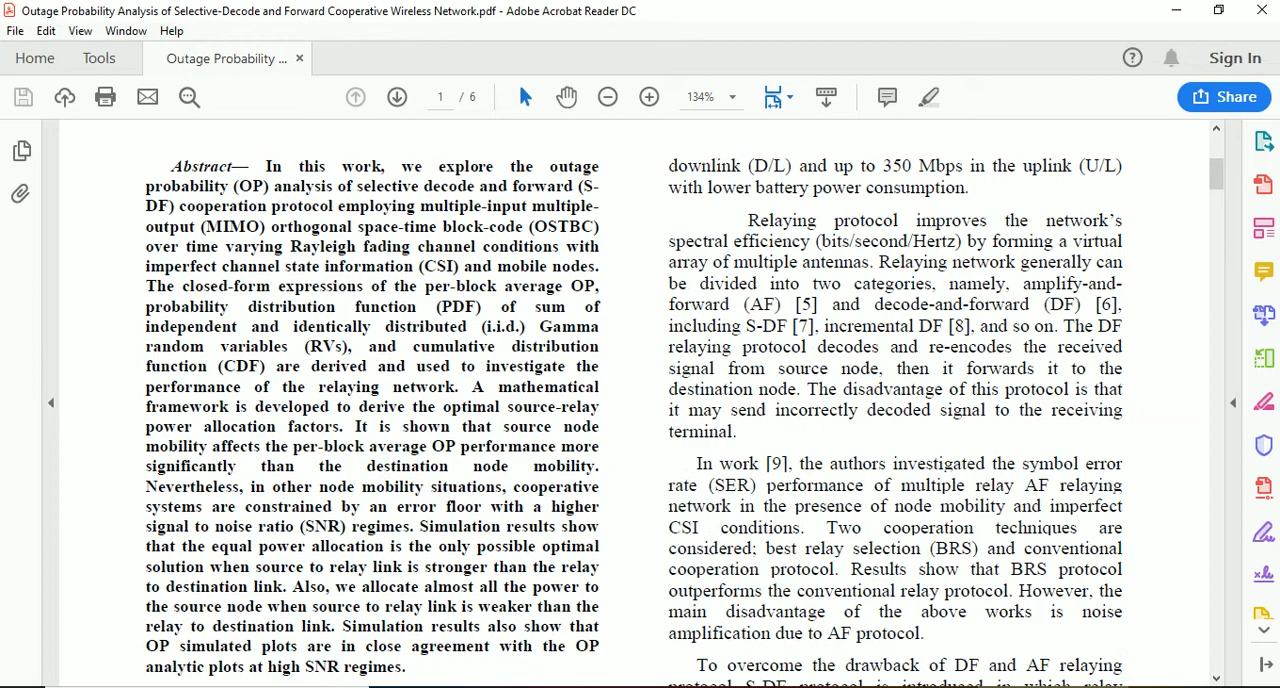 Outage Probability Analysis of Selective-Decode and Forward Cooperative Wireless Network.pdf - Adobe Acrobat Reader DC
File Edit View Window Help
Home Tools Outage Probability ... ×
Sign In
1 / 6
134%
Share
Abstract— In this work, we explore the outage
probability (OP) analysis of selective decode and forward (S-
DF) cooperation protocol employing multiple-input multiple-
output (MIMO) orthogonal space-time block-code (OSTBC)
over time varying Rayleigh fading channel conditions with
imperfect channel state information (CSI) and mobile nodes.
The closed-form expressions of the per-block average OP,
probability distribution function (PDF) of sum of
independent and identically distributed (i.i.d.) Gamma
random variables (RVs), and cumulative distribution
function (CDF) are derived and used to investigate the
performance of the relaying network. A mathematical
framework is developed to derive the optimal source-relay
power allocation factors. It is shown that source node
mobility affects the per-block average OP performance more
significantly than the destination node mobility.
Nevertheless, in other node mobility situations, cooperative
systems are constrained by an error floor with a higher
signal to noise ratio (SNR) regimes. Simulation results show
that the equal power allocation is the only possible optimal
solution when source to relay link is stronger than the relay
to destination link. Also, we allocate almost all the power to
the source node when source to relay link is weaker than the
relay to destination link. Simulation results also show that
OP simulated plots are in close agreement with the OP
analytic plots at high SNR regimes.
downlink (D/L) and up to 350 Mbps in the uplink (U/L)
with lower battery power consumption.
Relaying protocol improves the network's
spectral efficiency (bits/second/Hertz) by forming a virtual
array of multiple antennas. Relaying network generally can
be divided into two categories, namely, amplify-and-
forward (AF) [5] and decode-and-forward (DF) [6],
including S-DF [7], incremental DF [8], and so on. The DF
relaying protocol decodes and re-encodes the received
signal from source node, then it forwards it to the
destination node. The disadvantage of this protocol is that
it may send incorrectly decoded signal to the receiving
terminal.
In work [9], the authors investigated the symbol error
rate (SER) performance of multiple relay AF relaying
network in the presence of node mobility and imperfect
CSI conditions. Two cooperation techniques are
considered; best relay selection (BRS) and conventional
cooperation protocol. Results show that BRS protocol
outperforms the conventional relay protocol. However, the
main disadvantage of the above works is noise
amplification due to AF protocol.
To overcome the drawback of DF and AF relaying
protocol S-DF protocol is introduced in which relay